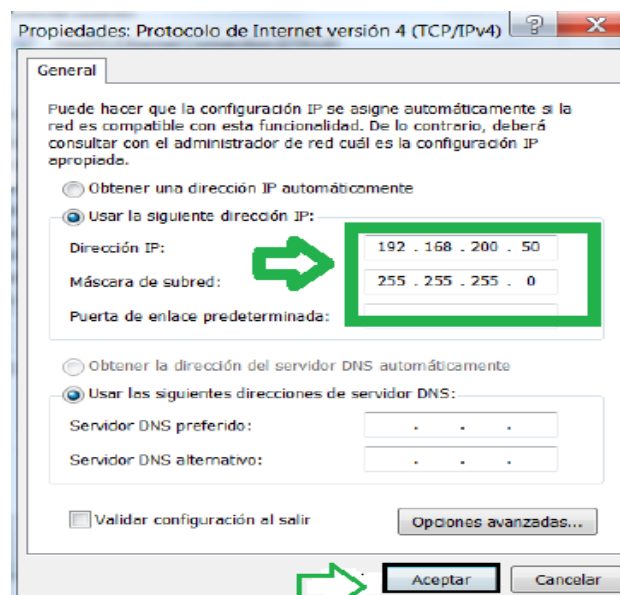 Propiedades: Protocolo de Internet versión 4 (TCP/IPv4)
General
Puede hacer que la configuración IP se asigne automáticamente si la
red es compatible con esta funcionalidad. De lo contrario, deberá
consultar con el administrador de red cuál es la configuración IP
apropiada.
Obtener una dirección IP automáticamente
Usar la siguiente dirección IP:
Dirección IP:
192 . 168 . 200 . 50
Máscara de subred:
255 . 255 . 255 . 0
Puerta de enlace predeterminada:
Obtener la dirección del servidor DNS automáticamente
Usar las siguientes direcciones de servidor DNS:
Servidor DNS preferido:
. . .
Servidor DNS alternativo:
. . .
Validar configuración al salir
Opciones avanzadas...
Aceptar
Cancelar